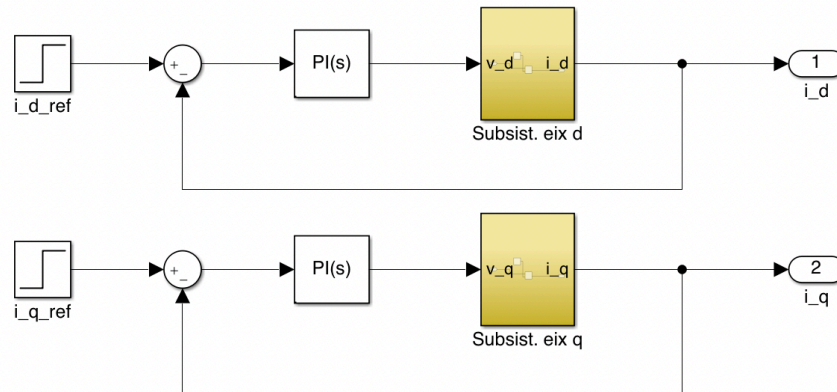 PI(s)
v_d
i_d
1
i_d_ref
Subsist. eix d
i_d
PI(s)
v_q
i_q
2
i_q_ref
Subsist. eix q
i_q